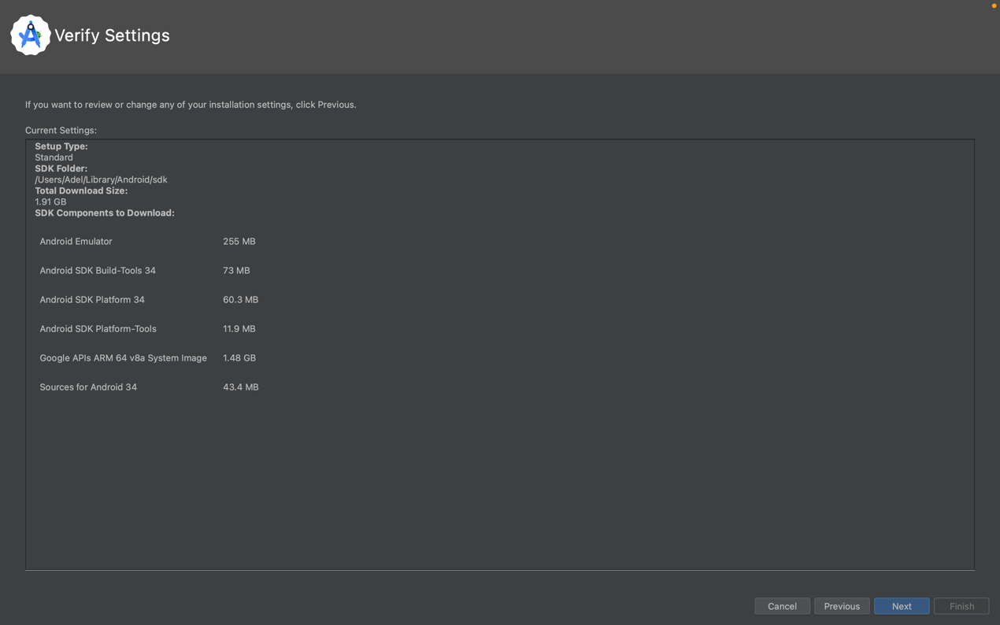 Verify Settings
If you want to review or change any of your installation settings, click Previous.
Current Settings:
Setup Type:
Standard
SDK Folder:
/Users/Adel/Library/Android/sdk
Total Download Size:
1.91 GB
SDK Components to Download:
Android Emulator 255 MB
Android SDK Build-Tools 34 73 MB
Android SDK Platform 34 60.3 MB
Android SDK Platform-Tools 11.9 MB
Google APIs ARM 64 v8a System Image 1.48 GB
Sources for Android 34 43.4 MB
Cancel Previous Next Finish